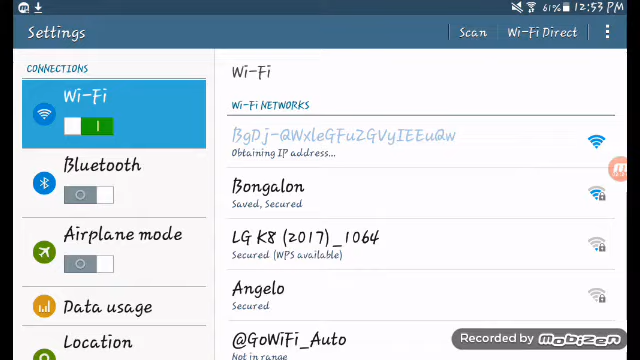 61% 12:53 PM
Settings
Scan
Wi-Fi Direct
CONNECTIONS
Wi-Fi
Bluetooth
Airplane mode
Data usage
Location
Wi-Fi
Wi-Fi NETWORKS
BgDj-QWxleGFuZGVyIEEuQw
Obtaining IP address...
Bongalon
Saved, Secured
LG K8 (2017)_1064
Secured (WPS available)
Angelo
Secured
@GoWiFi_Auto
Not in range
Recorded by MOBIZEN